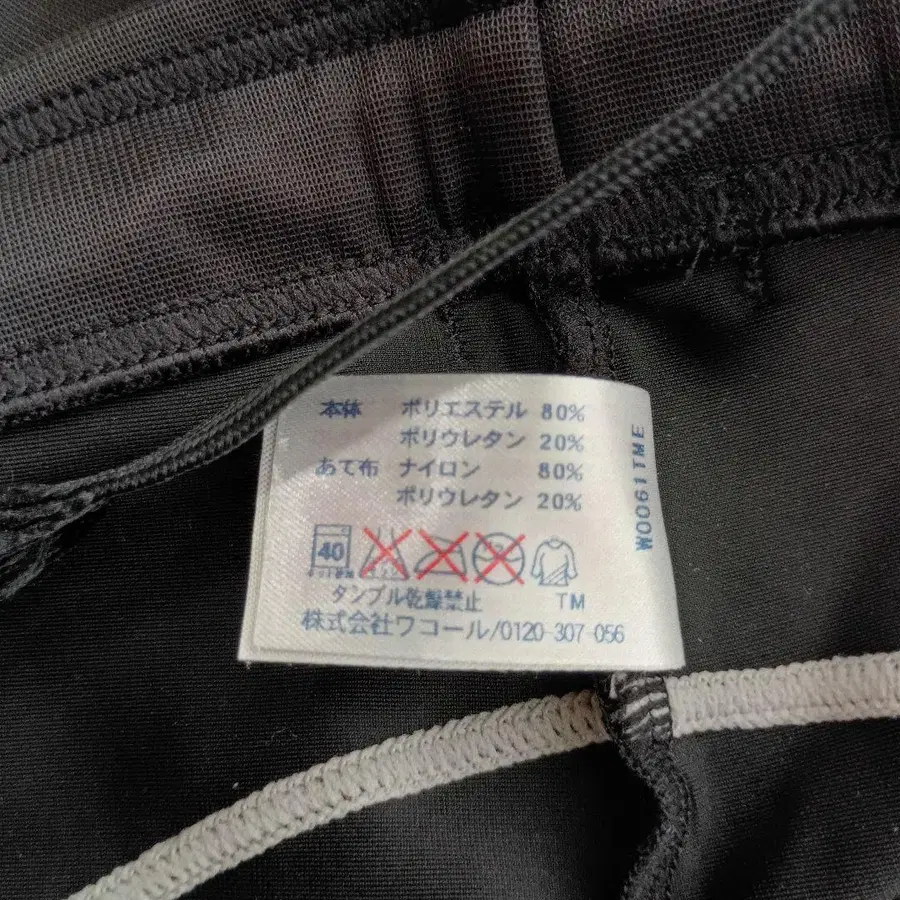 本体 ポリエステル 80%
ポリウレタン 20%
あて布 ナイロン 80%
ポリウレタン 20%
40
タンブル乾燥禁止 TM
株式会社ワコール/0120-307-056
W0061TME